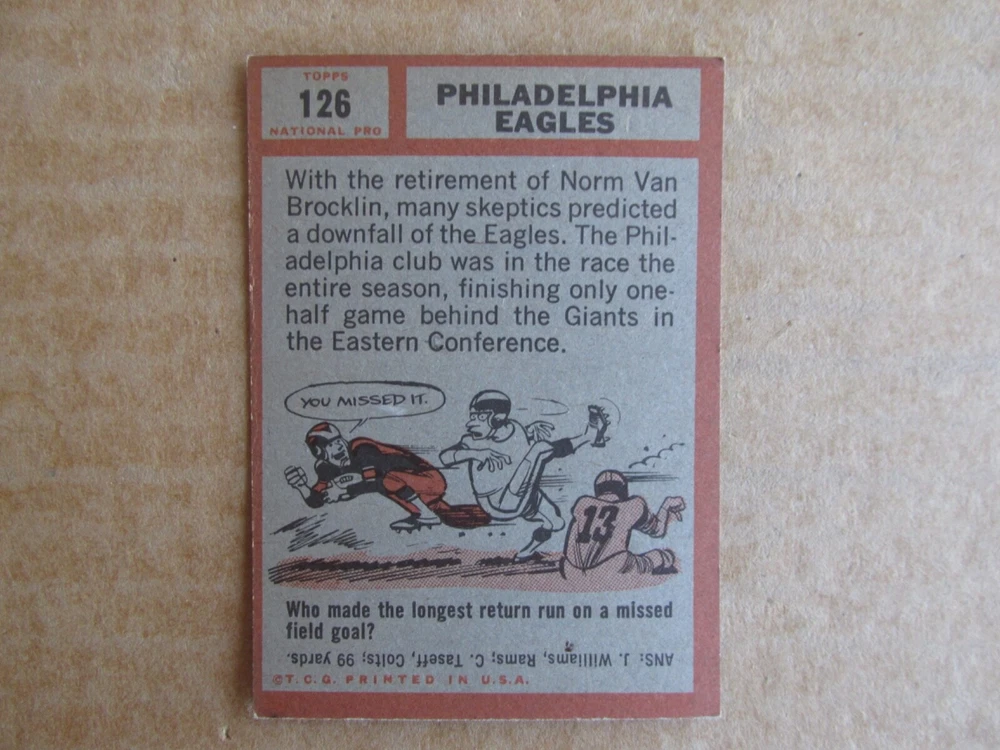 TOPPS
126
NATIONAL PRO
PHILADELPHIA
EAGLES
With the retirement of Norm Van
Brocklin, many skeptics predicted
a downfall of the Eagles. The Phil-
adelphia club was in the race the
entire season, finishing only one-
half game behind the Giants in
the Eastern Conference.
YOU MISSED IT.
13
Who made the longest return run on a missed
field goal?
ANS: J. Williams, Rams; C. Taseff, Colts; 99 yards.
©T.C.G. PRINTED IN U.S.A.